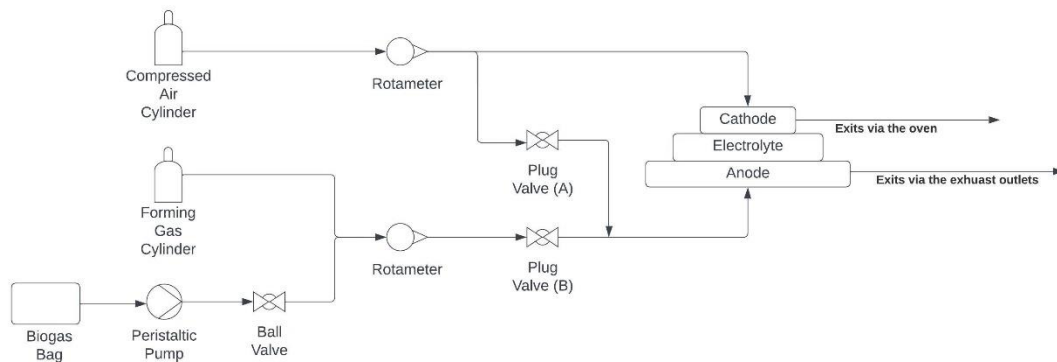 Compressed
Air
Cylinder
Rotameter
Cathode
Exits via the oven
Electrolyte
Anode
Exits via the exhuast outlets
Plug
Valve (A)
Forming
Gas
Cylinder
Rotameter
Plug
Valve (B)
Biogas
Bag
Peristaltic
Pump
Ball
Valve